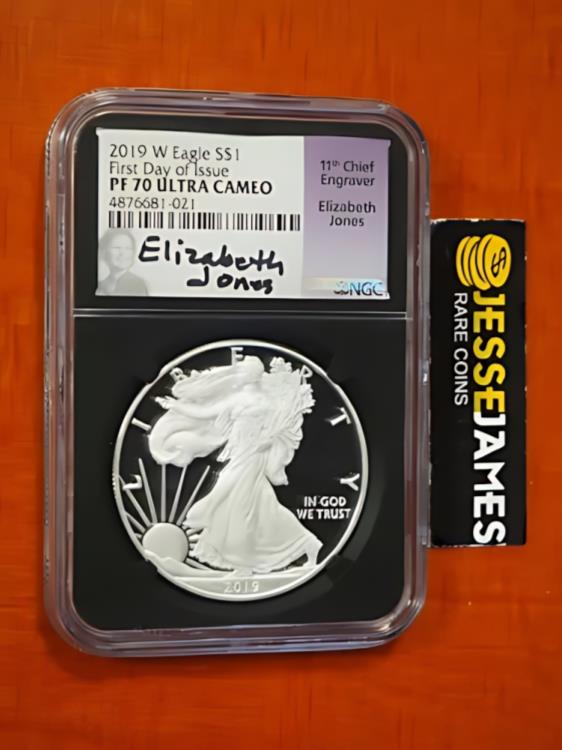 2019 W Eagle S$1
First Day of Issue
PF 70 ULTRA CAMEO
4876681-021
11th Chief
Engraver
Elizabeth
Jones
Elizabeth
Jones
NGC
LIBERTY
IN GOD
WE TRUST
2019
JESSEJAMES
RARE COINS